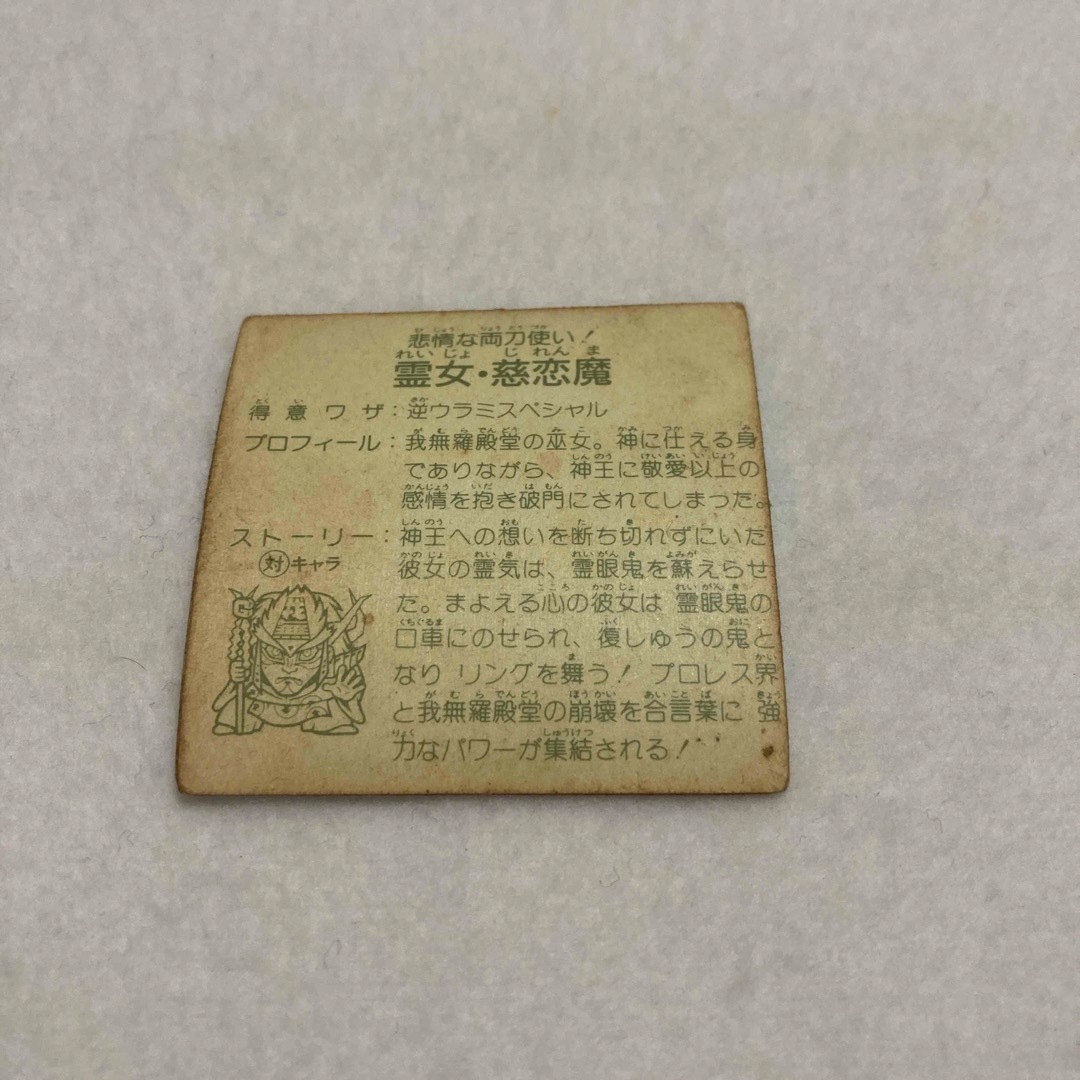 悲情な両刀使い！
霊女・慈恋魔
得意ワザ：逆ウラミスペシャル
プロフィール：我無羅殿堂の巫女。神に仕える身
でありながら、神王に敬愛以上の
感情を抱き破門にされてしまった。
ストーリー：神王への想いを断ち切れずにいた
対キャラ
彼女の霊気は、霊眼鬼を蘇えらせ
た。まよえる心の彼女は 霊眼鬼の
口車にのせられ、復しゅうの鬼と
なり リングを舞う！ プロレス界
と我無羅殿堂の崩壊を合言葉に 強
力なパワーが集結される！